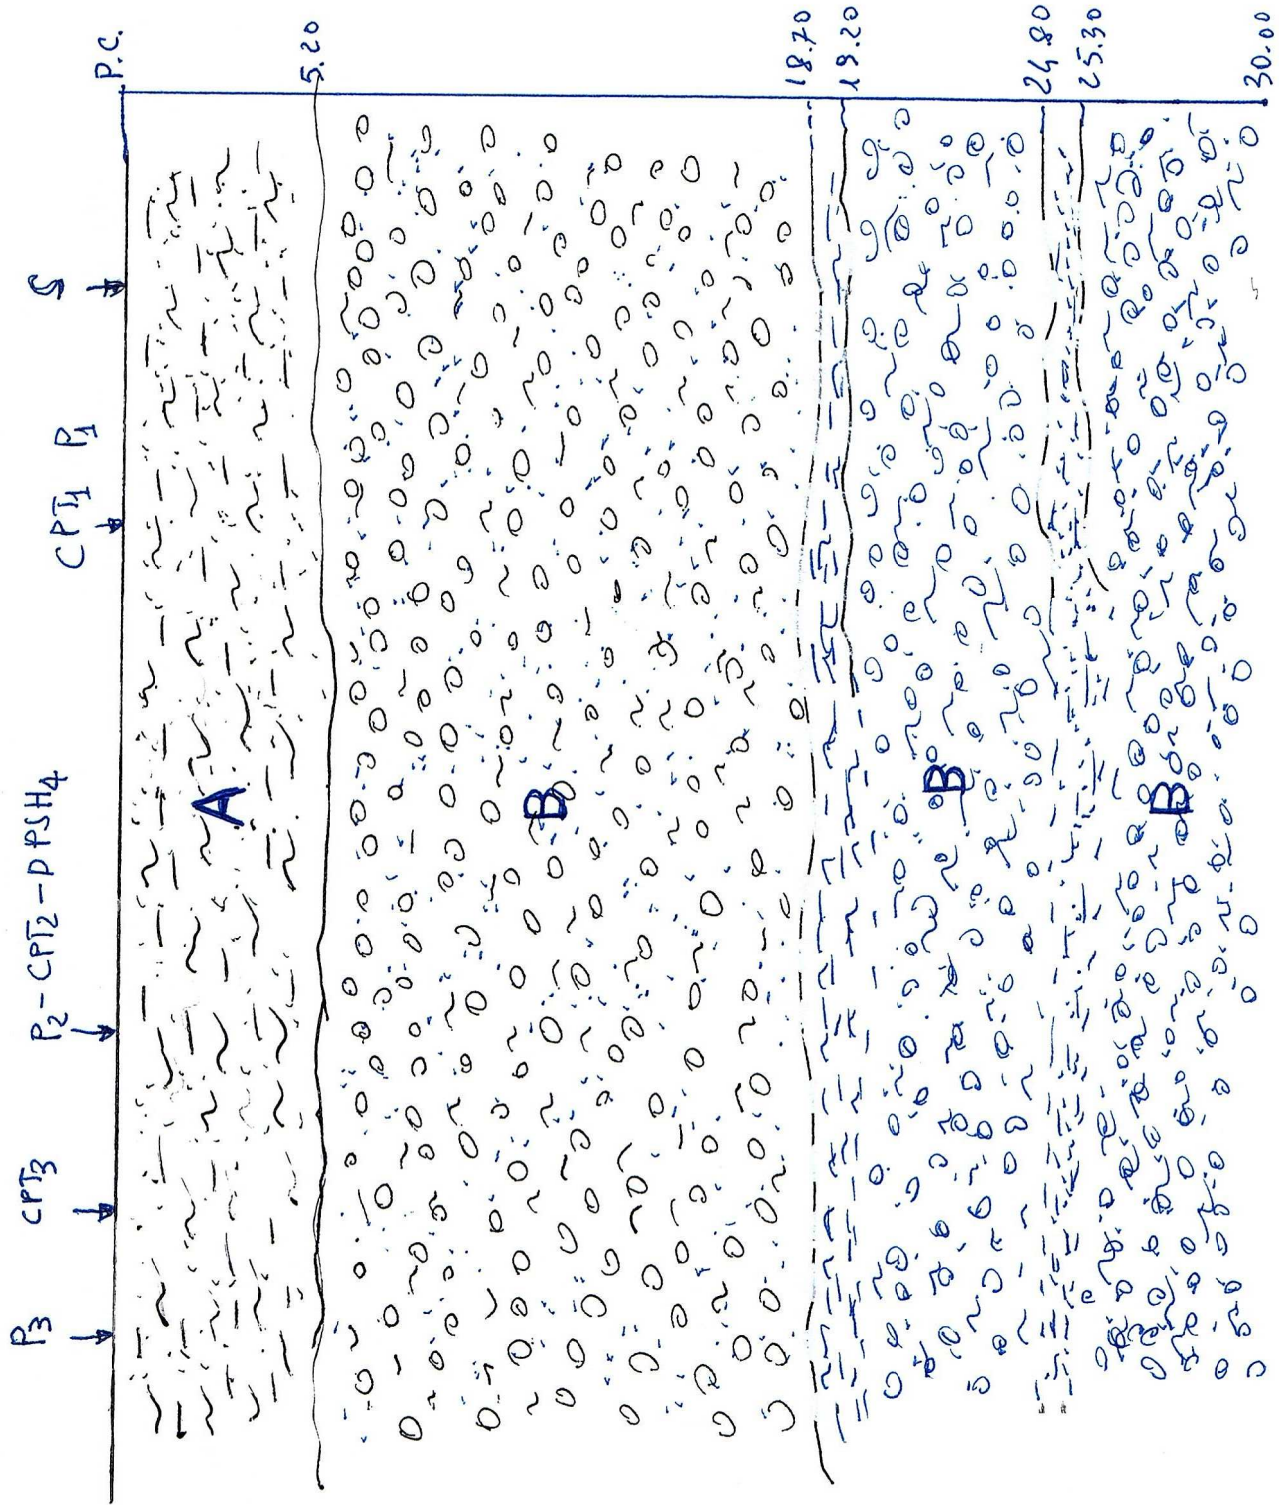 P3 CPT3 P2-CPT2-DPSH4 CPT1 P1 S
P.C.
A
5.20
B
18.70
19.20
B
24.80
25.30
B
30.00